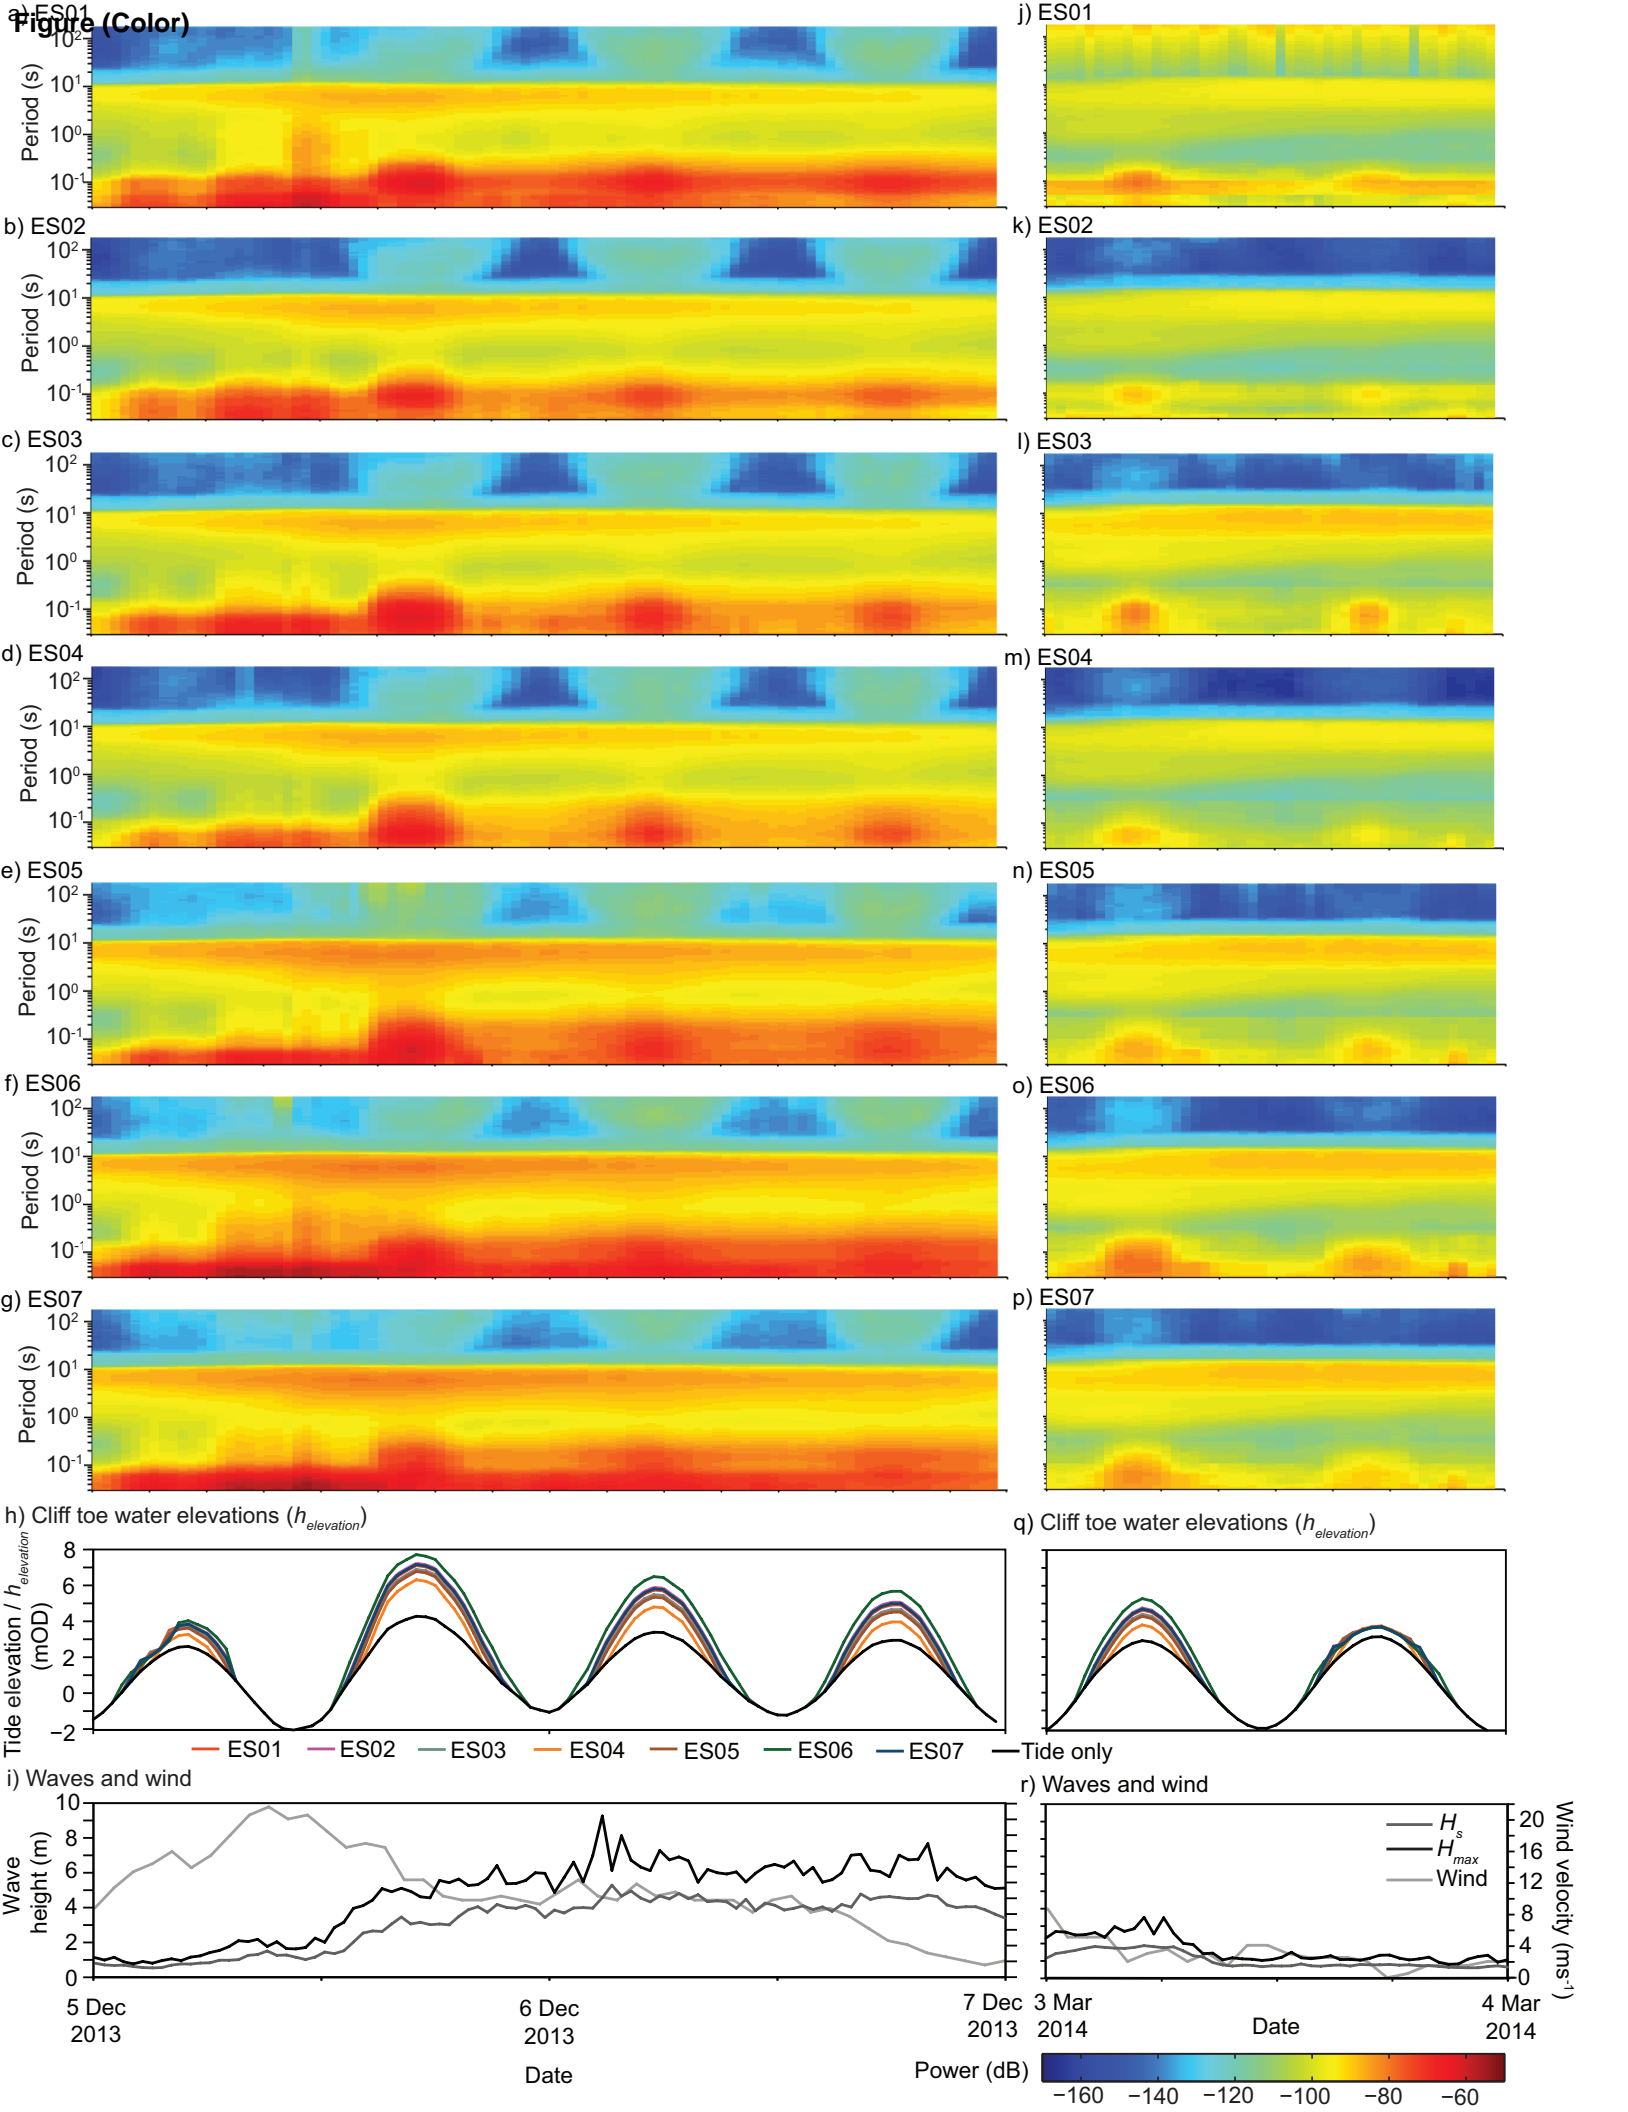 a) ES01
Figure (Color)
j) ES01
Period (s)
10²
10¹
10⁰
10⁻¹
b) ES02
k) ES02
Period (s)
10²
10¹
10⁰
10⁻¹
c) ES03
l) ES03
Period (s)
10²
10¹
10⁰
10⁻¹
d) ES04
m) ES04
Period (s)
10²
10¹
10⁰
10⁻¹
e) ES05
n) ES05
Period (s)
10²
10¹
10⁰
10⁻¹
f) ES06
o) ES06
Period (s)
10²
10¹
10⁰
10⁻¹
g) ES07
p) ES07
Period (s)
10²
10¹
10⁰
10⁻¹
h) Cliff toe water elevations (h elevation)
q) Cliff toe water elevations (h elevation)
Tide elevation / h elevation
(mOD)
8
6
4
2
0
−2
ES01 ES02 ES03 ES04 ES05 ES06 ES07 Tide only
i) Waves and wind
r) Waves and wind
Wave
height (m)
10
8
6
4
2
0
Hs
Hmax
Wind
20
16
12
8
4
0
Wind velocity (ms⁻¹)
5 Dec
2013
6 Dec
2013
7 Dec
2013
3 Mar
2014
4 Mar
2014
Date
Date
Power (dB)
−160 −140 −120 −100 −80 −60